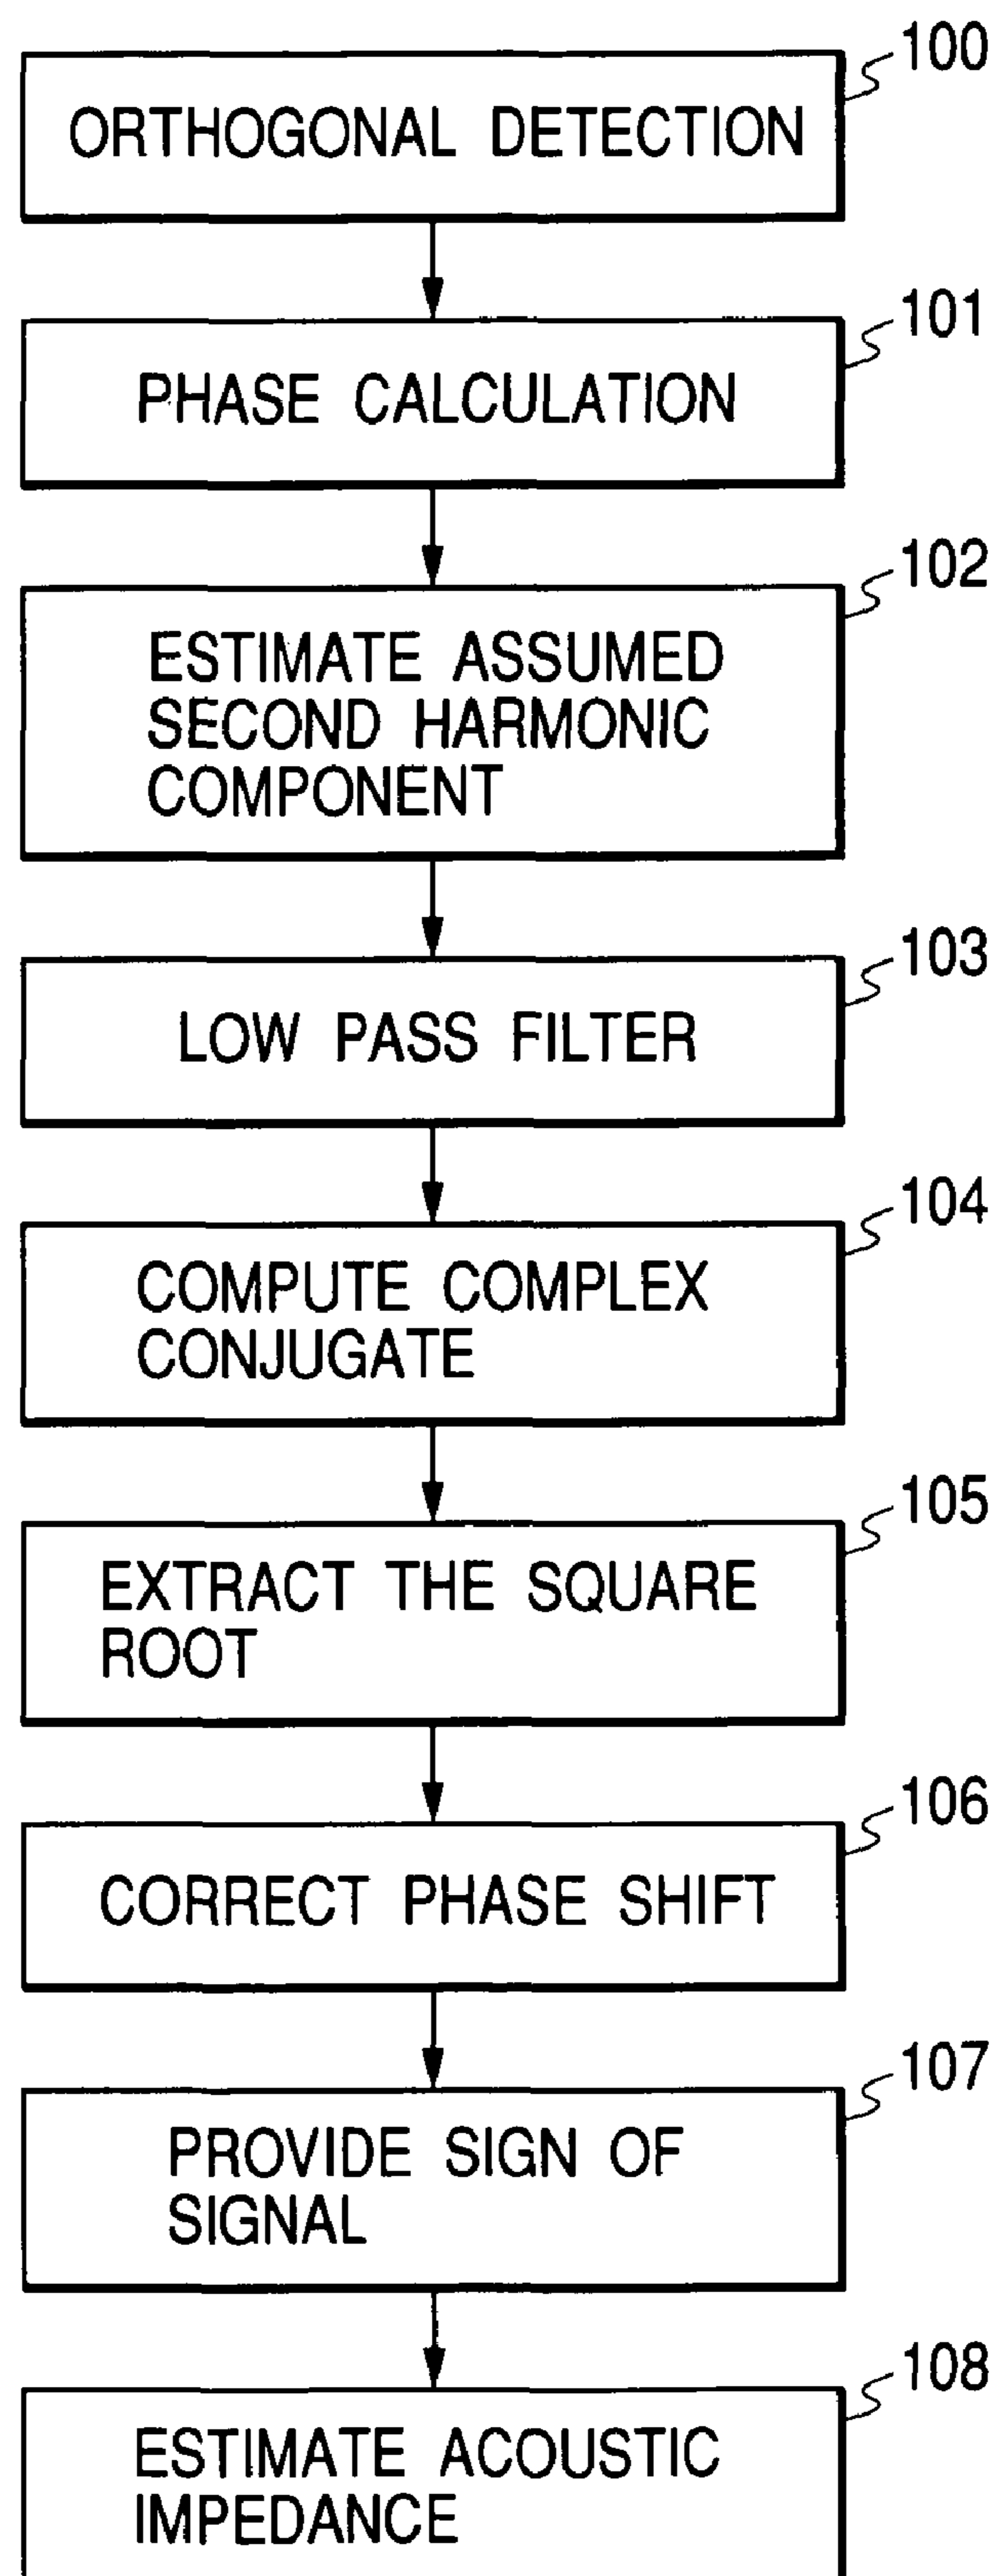 100
ORTHOGONAL DETECTION
101
PHASE CALCULATION
102
ESTIMATE ASSUMED
SECOND HARMONIC
COMPONENT
103
LOW PASS FILTER
104
COMPUTE COMPLEX
CONJUGATE
105
EXTRACT THE SQUARE
ROOT
106
CORRECT PHASE SHIFT
107
PROVIDE SIGN OF
SIGNAL
108
ESTIMATE ACOUSTIC
IMPEDANCE